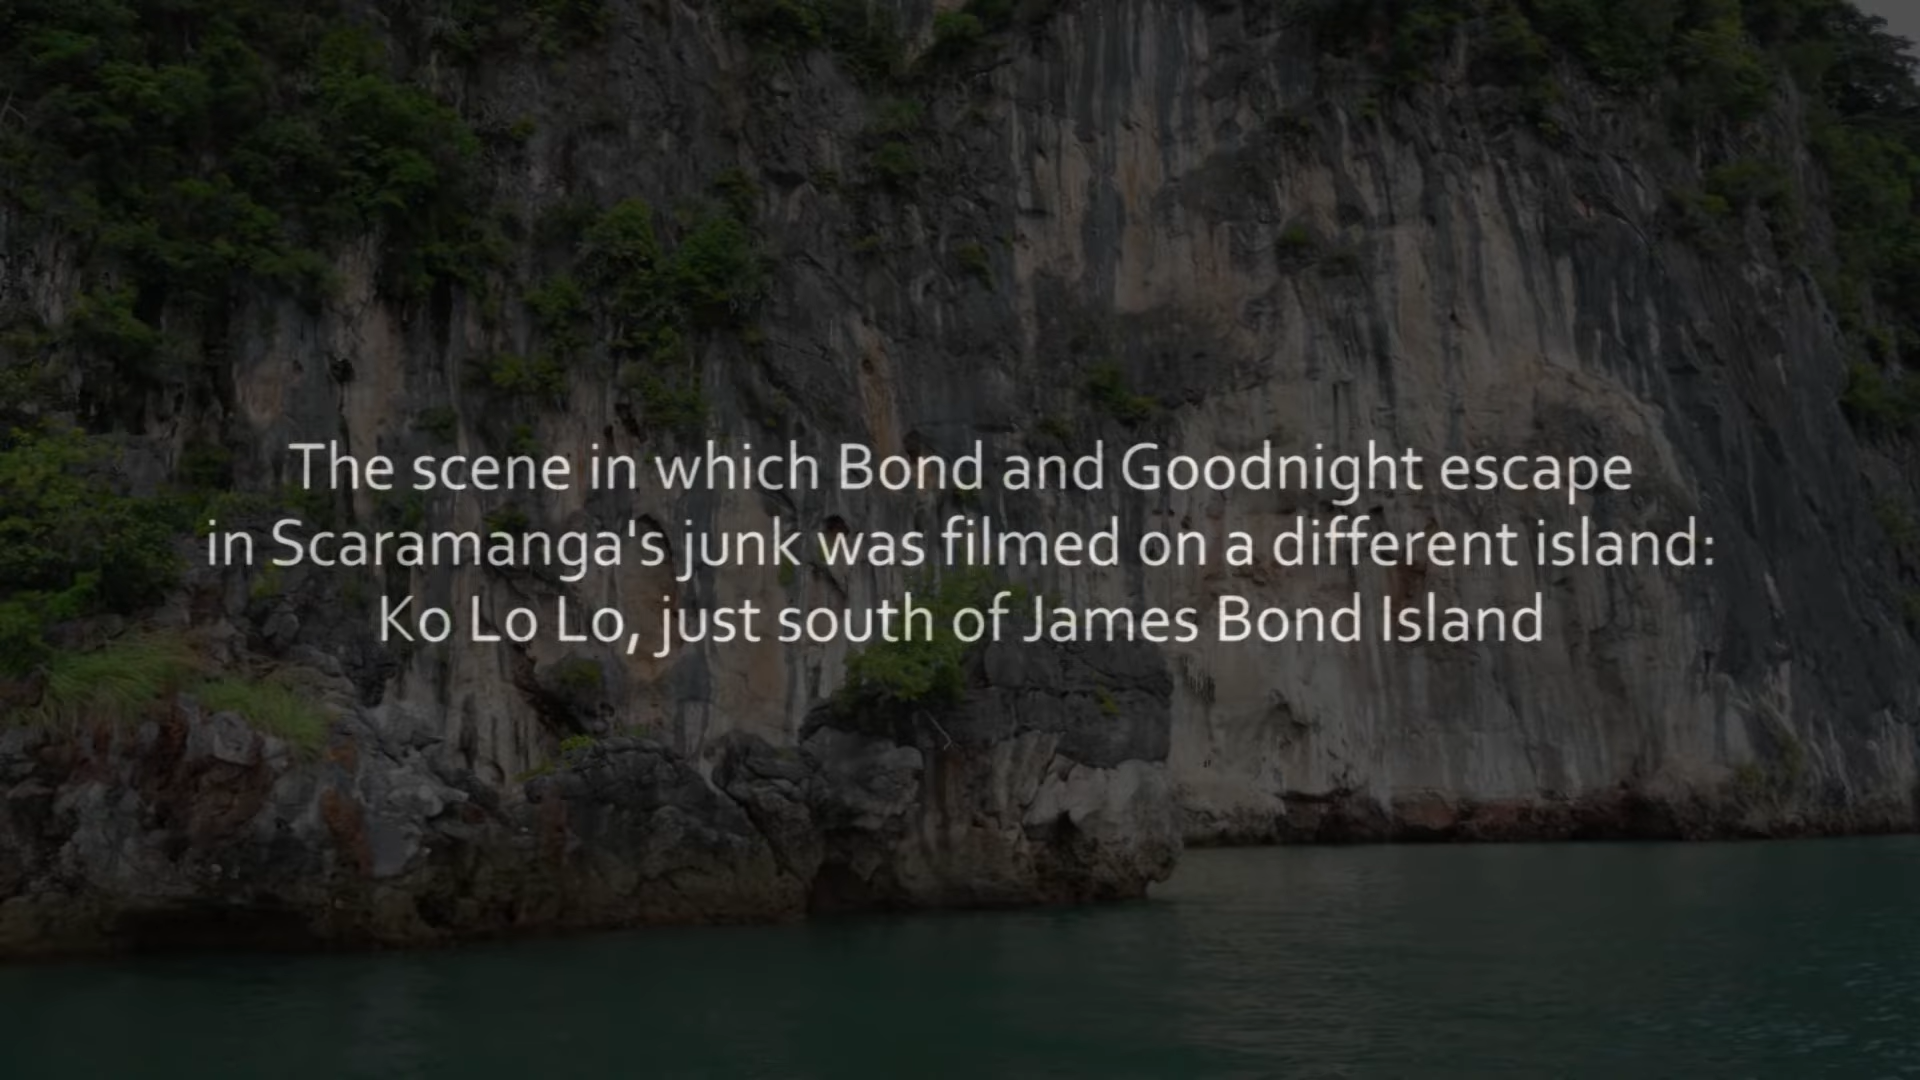 The scene in which Bond and Goodnight escape
in Scaramanga's junk was filmed on a different island:
Ko Lo Lo, just south of James Bond Island